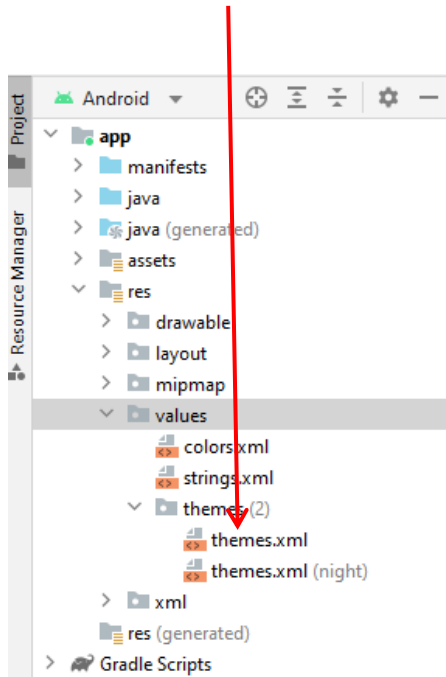 Project
Resource Manager
Android
app
manifests
java
java (generated)
assets
res
drawable
layout
mipmap
values
colors.xml
strings.xml
themes (2)
themes.xml
themes.xml (night)
xml
res (generated)
Gradle Scripts